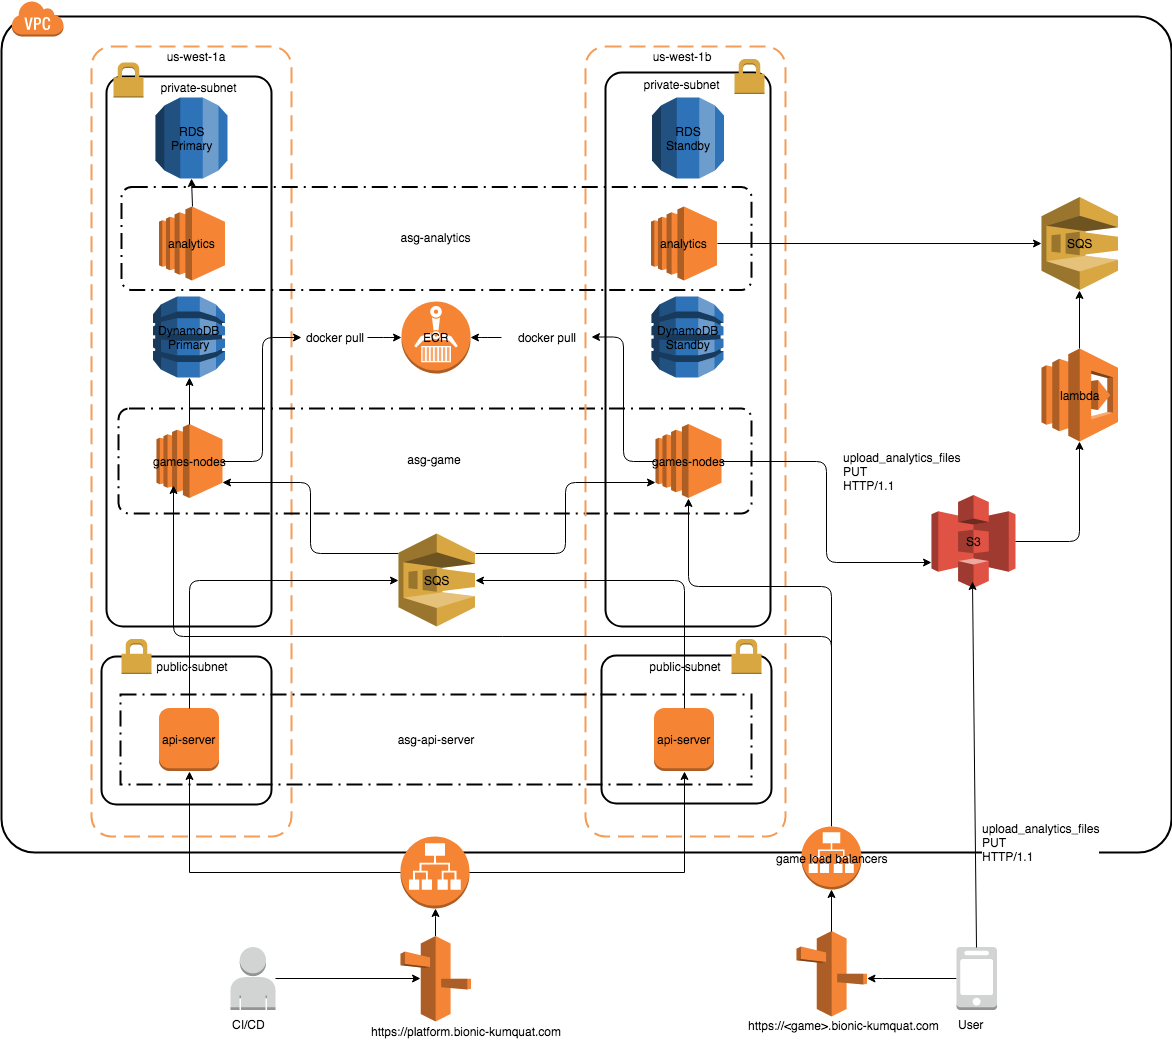 VPC
us-west-1a
us-west-1b
private-subnet
private-subnet
RDS
Primary
RDS
Standby
analytics
asg-analytics
analytics
SQS
DynamoDB
Primary
docker pull
ECR
docker pull
DynamoDB
Standby
lambda
games-nodes
asg-game
games-nodes
upload_analytics_files
PUT
HTTP/1.1
S3
SQS
public-subnet
public-subnet
api-server
asg-api-server
api-server
upload_analytics_files
PUT
HTTP/1.1
game load balancers
CI/CD
https://platform.bionic-kumquat.com
https://<game>.bionic-kumquat.com
User